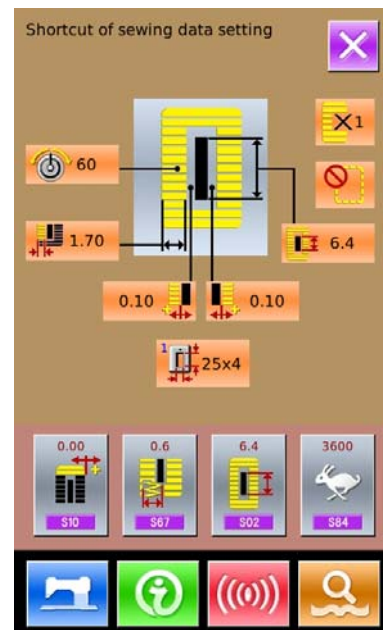 Shortcut of sewing data setting
X1
60
1.70
6.4
0.10
0.10
1
25x4
0.00
0.6
6.4
3600
S10
S67
S02
S84